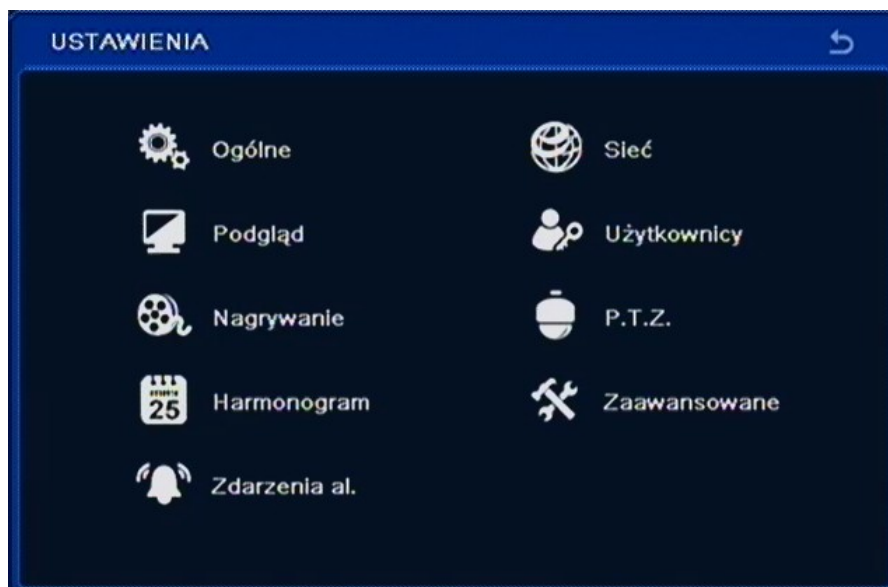 USTAWIENIA
Ogólne
Sieć
Podgląd
Użytkownicy
Nagrywanie
P.T.Z.
25
Harmonogram
Zaawansowane
Zdarzenia al.